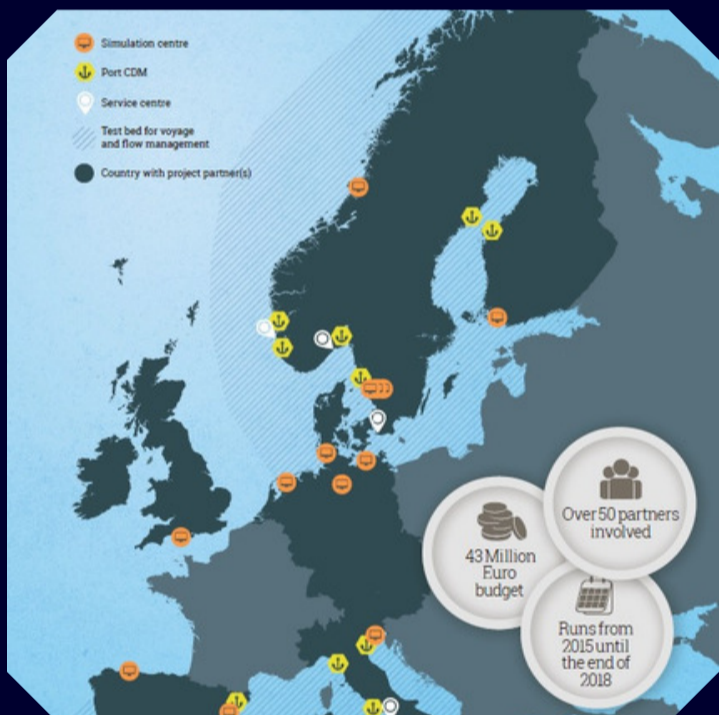 Simulation centre
Port CDM
Service centre
Test bed for voyage
and flow management
Country with project partner(s)
Over 50 partners
involved
43 Million
Euro
budget
Runs from
2015 until
the end of
2018